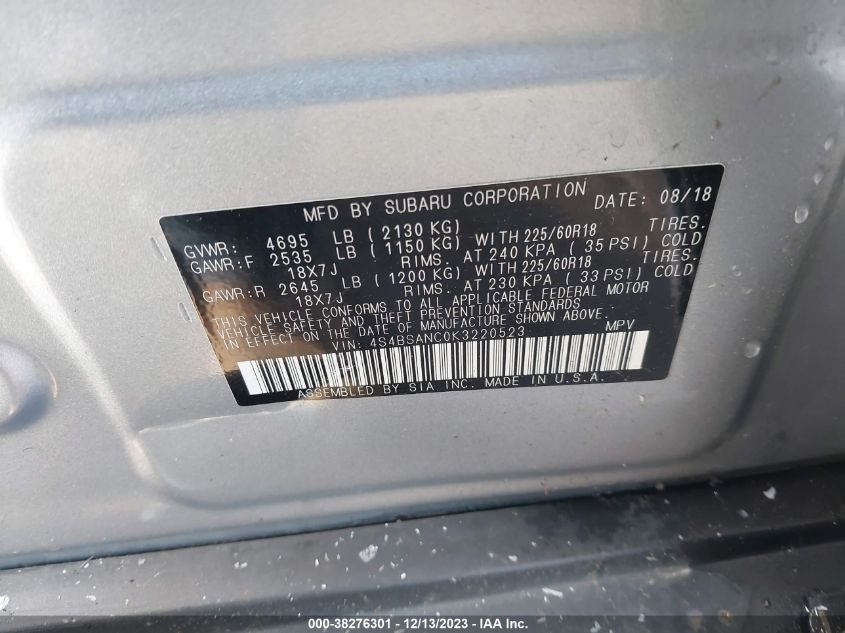 MFD BY SUBARU CORPORATION DATE: 08/18
GVWR: 4695 LB (2130 KG)
GAWR:F 2535 LB (1150 KG) WITH 225/60R18 TIRES.
18X7J RIMS. AT 240 KPA (35 PSI) COLD
GAWR:R 2645 LB (1200 KG) WITH 225/60R18 TIRES.
18X7J RIMS. AT 230 KPA (33 PSI) COLD
THIS VEHICLE CONFORMS TO ALL APPLICABLE FEDERAL MOTOR
VEHICLE SAFETY AND THEFT PREVENTION STANDARDS
IN EFFECT ON THE DATE OF MANUFACTURE SHOWN ABOVE.
VIN: 4S4BSANC0K3220523 MPV
ASSEMBLED BY SIA INC. MADE IN U.S.A.
000-38276301 - 12/13/2023 - IAA Inc.